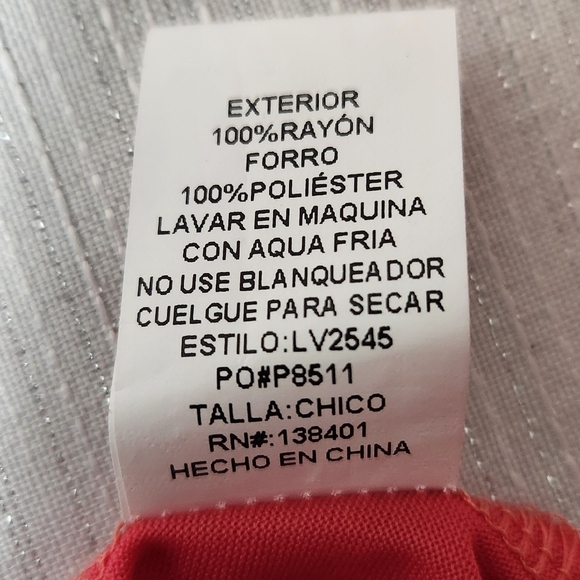 EXTERIOR
100%RAYÓN
FORRO
100%POLIÉSTER
LAVAR EN MAQUINA
CON AQUA FRIA
NO USE BLANQUEADOR
CUELGUE PARA SECAR
ESTILO:LV2545
PO#P8511
TALLA:CHICO
RN#:138401
HECHO EN CHINA